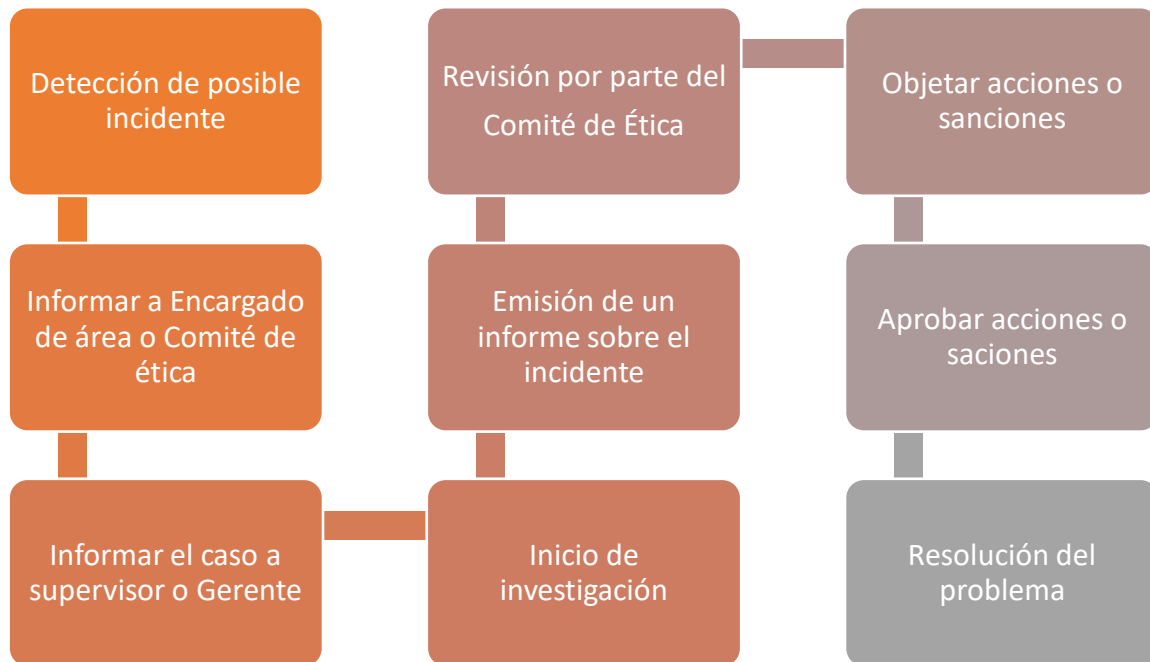 Detección de posible
incidente
Informar a Encargado
de área o Comité de
ética
Informar el caso a
supervisor o Gerente
Inicio de
investigación
Emisión de un
informe sobre el
incidente
Revisión por parte del
Comité de Ética
Objetar acciones o
sanciones
Aprobar acciones o
saciones
Resolución del
problema